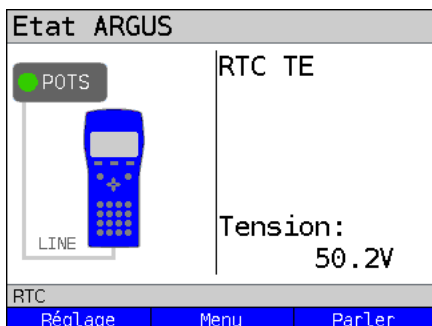 Etat ARGUS
POTS
RTC TE
LINE
Tension:
50.2V
RTC
Réglage Menu Parler